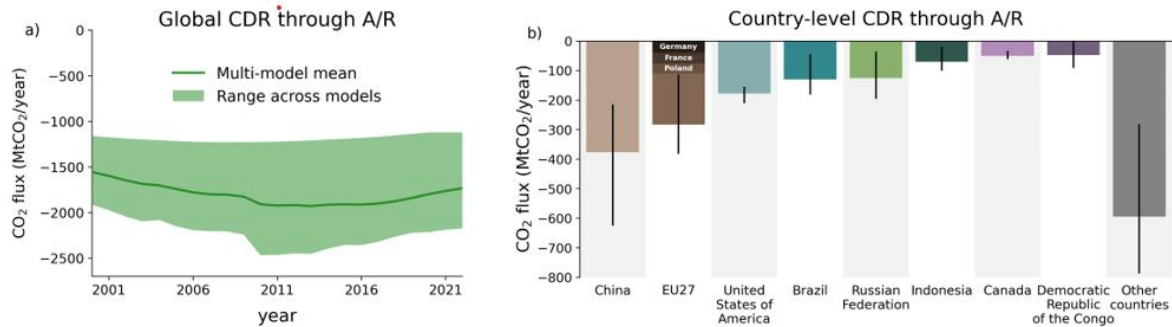 Global CDR through A/R
a)
0
−500
−1000
−1500
−2000
−2500
CO₂ flux (MtCO₂/year)
Multi-model mean
Range across models
2001
2006
2011
2016
2021
year
Country-level CDR through A/R
b)
0
−100
−200
−300
−400
−500
−600
−700
−800
CO₂ flux (MtCO₂/year)
Germany
France
Poland
China
EU27
United
States of
America
Brazil
Russian
Federation
Indonesia
Canada
Democratic
Republic
of the Congo
Other
countries